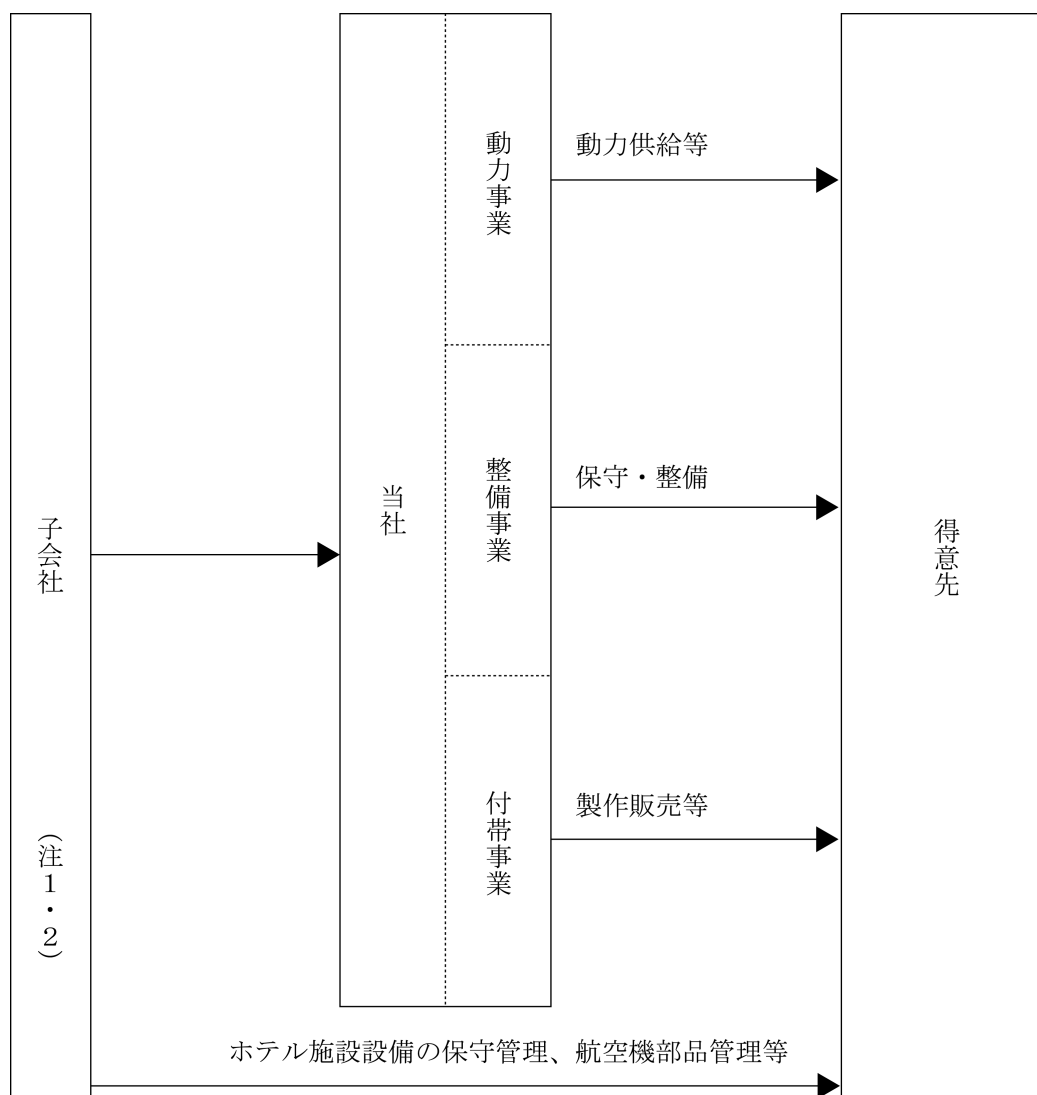 子会社
(注１・２)
当社
動力事業
動力供給等
整備事業
保守・整備
付帯事業
製作販売等
得意先
ホテル施設設備の保守管理、航空機部品管理等